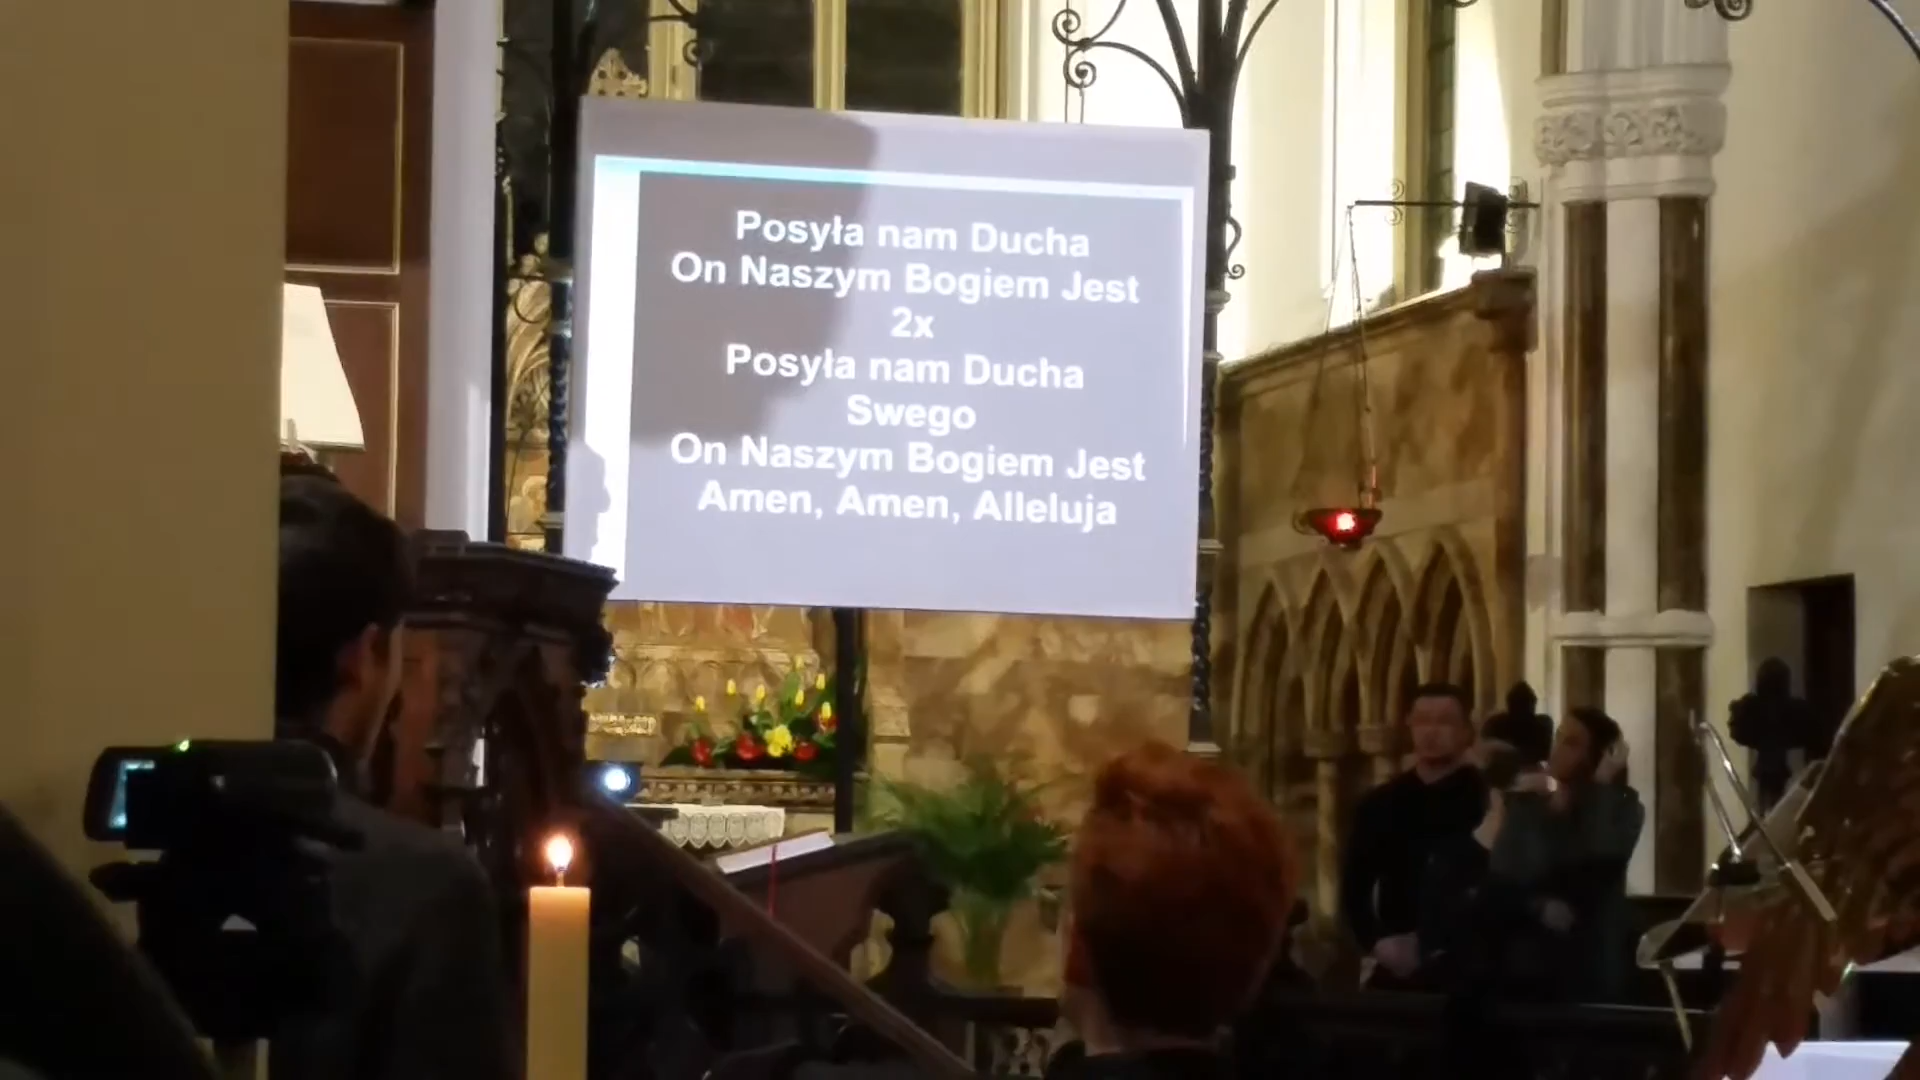 Posyła nam Ducha
On Naszym Bogiem Jest
2x
Posyła nam Ducha
Swego
On Naszym Bogiem Jest
Amen, Amen, Alleluja